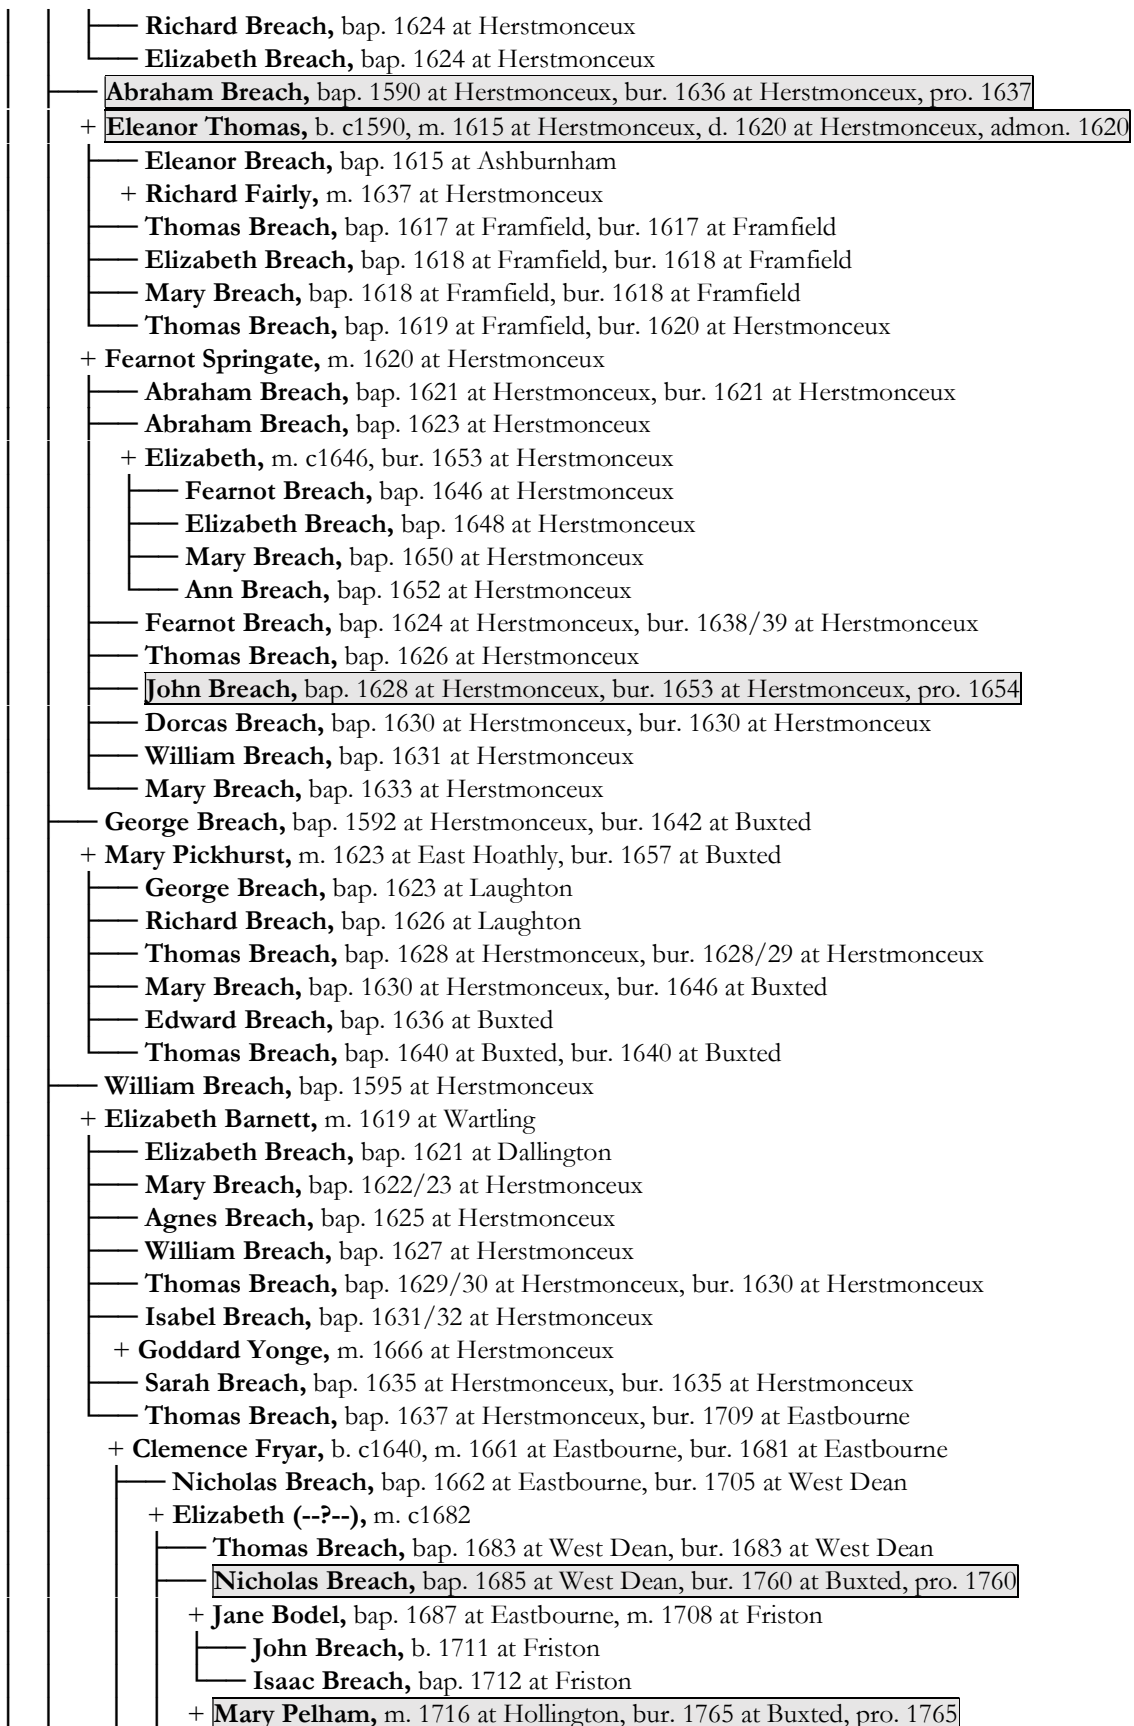 Richard Breach, bap. 1624 at Herstmonceux
Elizabeth Breach, bap. 1624 at Herstmonceux
Abraham Breach, bap. 1590 at Herstmonceux, bur. 1636 at Herstmonceux, pro. 1637
+ Eleanor Thomas, b. c1590, m. 1615 at Herstmonceux, d. 1620 at Herstmonceux, admon. 1620
Eleanor Breach, bap. 1615 at Ashburnham
+ Richard Fairly, m. 1637 at Herstmonceux
Thomas Breach, bap. 1617 at Framfield, bur. 1617 at Framfield
Elizabeth Breach, bap. 1618 at Framfield, bur. 1618 at Framfield
Mary Breach, bap. 1618 at Framfield, bur. 1618 at Framfield
Thomas Breach, bap. 1619 at Framfield, bur. 1620 at Herstmonceux
+ Fearnot Springate, m. 1620 at Herstmonceux
Abraham Breach, bap. 1621 at Herstmonceux, bur. 1621 at Herstmonceux
Abraham Breach, bap. 1623 at Herstmonceux
+ Elizabeth, m. c1646, bur. 1653 at Herstmonceux
Fearnot Breach, bap. 1646 at Herstmonceux
Elizabeth Breach, bap. 1648 at Herstmonceux
Mary Breach, bap. 1650 at Herstmonceux
Ann Breach, bap. 1652 at Herstmonceux
Fearnot Breach, bap. 1624 at Herstmonceux, bur. 1638/39 at Herstmonceux
Thomas Breach, bap. 1626 at Herstmonceux
John Breach, bap. 1628 at Herstmonceux, bur. 1653 at Herstmonceux, pro. 1654
Dorcas Breach, bap. 1630 at Herstmonceux, bur. 1630 at Herstmonceux
William Breach, bap. 1631 at Herstmonceux
Mary Breach, bap. 1633 at Herstmonceux
George Breach, bap. 1592 at Herstmonceux, bur. 1642 at Buxted
+ Mary Pickhurst, m. 1623 at East Hoathly, bur. 1657 at Buxted
George Breach, bap. 1623 at Laughton
Richard Breach, bap. 1626 at Laughton
Thomas Breach, bap. 1628 at Herstmonceux, bur. 1628/29 at Herstmonceux
Mary Breach, bap. 1630 at Herstmonceux, bur. 1646 at Buxted
Edward Breach, bap. 1636 at Buxted
Thomas Breach, bap. 1640 at Buxted, bur. 1640 at Buxted
William Breach, bap. 1595 at Herstmonceux
+ Elizabeth Barnett, m. 1619 at Wartling
Elizabeth Breach, bap. 1621 at Dallington
Mary Breach, bap. 1622/23 at Herstmonceux
Agnes Breach, bap. 1625 at Herstmonceux
William Breach, bap. 1627 at Herstmonceux
Thomas Breach, bap. 1629/30 at Herstmonceux, bur. 1630 at Herstmonceux
Isabel Breach, bap. 1631/32 at Herstmonceux
+ Goddard Yonge, m. 1666 at Herstmonceux
Sarah Breach, bap. 1635 at Herstmonceux, bur. 1635 at Herstmonceux
Thomas Breach, bap. 1637 at Herstmonceux, bur. 1709 at Eastbourne
+ Clemence Fryar, b. c1640, m. 1661 at Eastbourne, bur. 1681 at Eastbourne
Nicholas Breach, bap. 1662 at Eastbourne, bur. 1705 at West Dean
+ Elizabeth (--?--), m. c1682
Thomas Breach, bap. 1683 at West Dean, bur. 1683 at West Dean
Nicholas Breach, bap. 1685 at West Dean, bur. 1760 at Buxted, pro. 1760
+ Jane Bodel, bap. 1687 at Eastbourne, m. 1708 at Friston
John Breach, b. 1711 at Friston
Isaac Breach, bap. 1712 at Friston
+ Mary Pelham, m. 1716 at Hollington, bur. 1765 at Buxted, pro. 1765